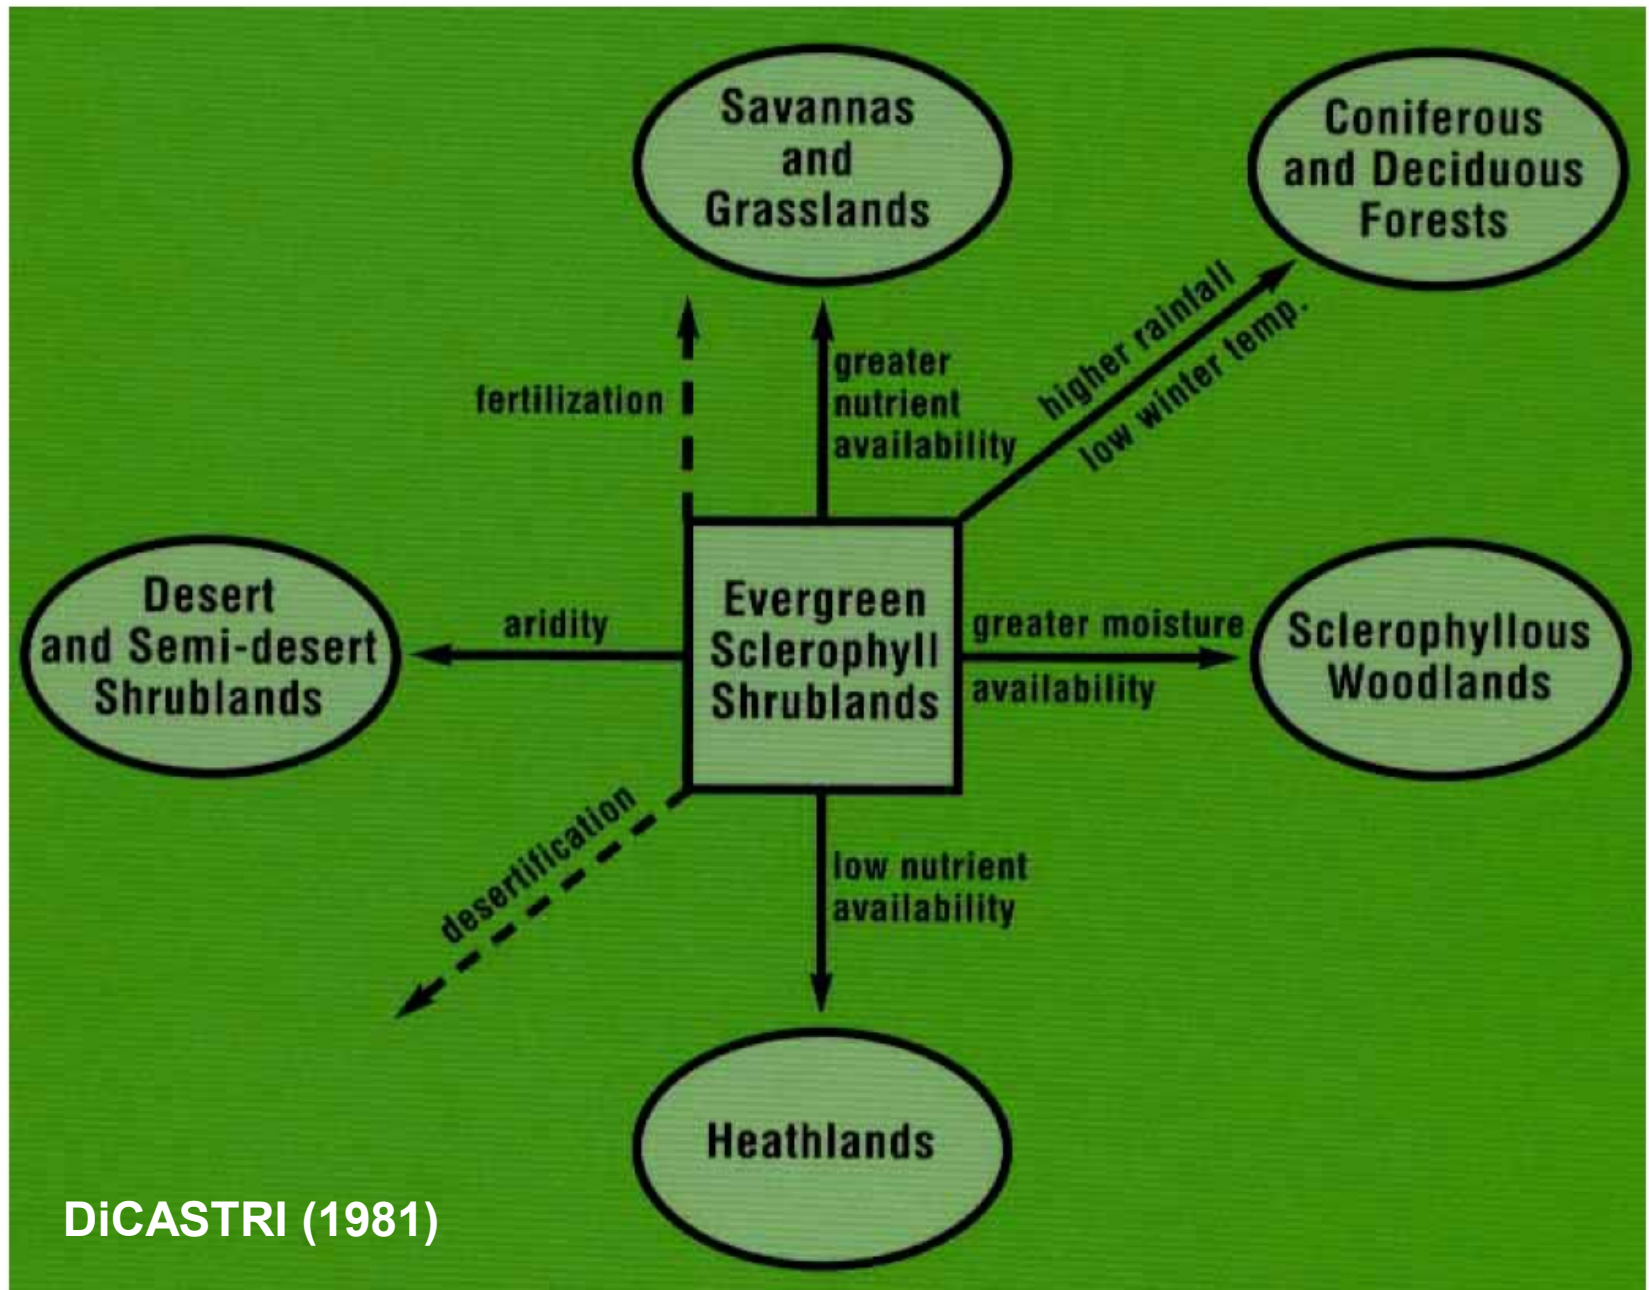 Savannas
and
Grasslands
Coniferous
and Deciduous
Forests
higher rainfall
low winter temp.
greater
nutrient
availability
fertilization
Desert
and Semi-desert
Shrublands
aridity
Evergreen
Sclerophyll
Shrublands
greater moisture
availability
Sclerophyllous
Woodlands
desertification
low nutrient
availability
Heathlands
DiCASTRI (1981)